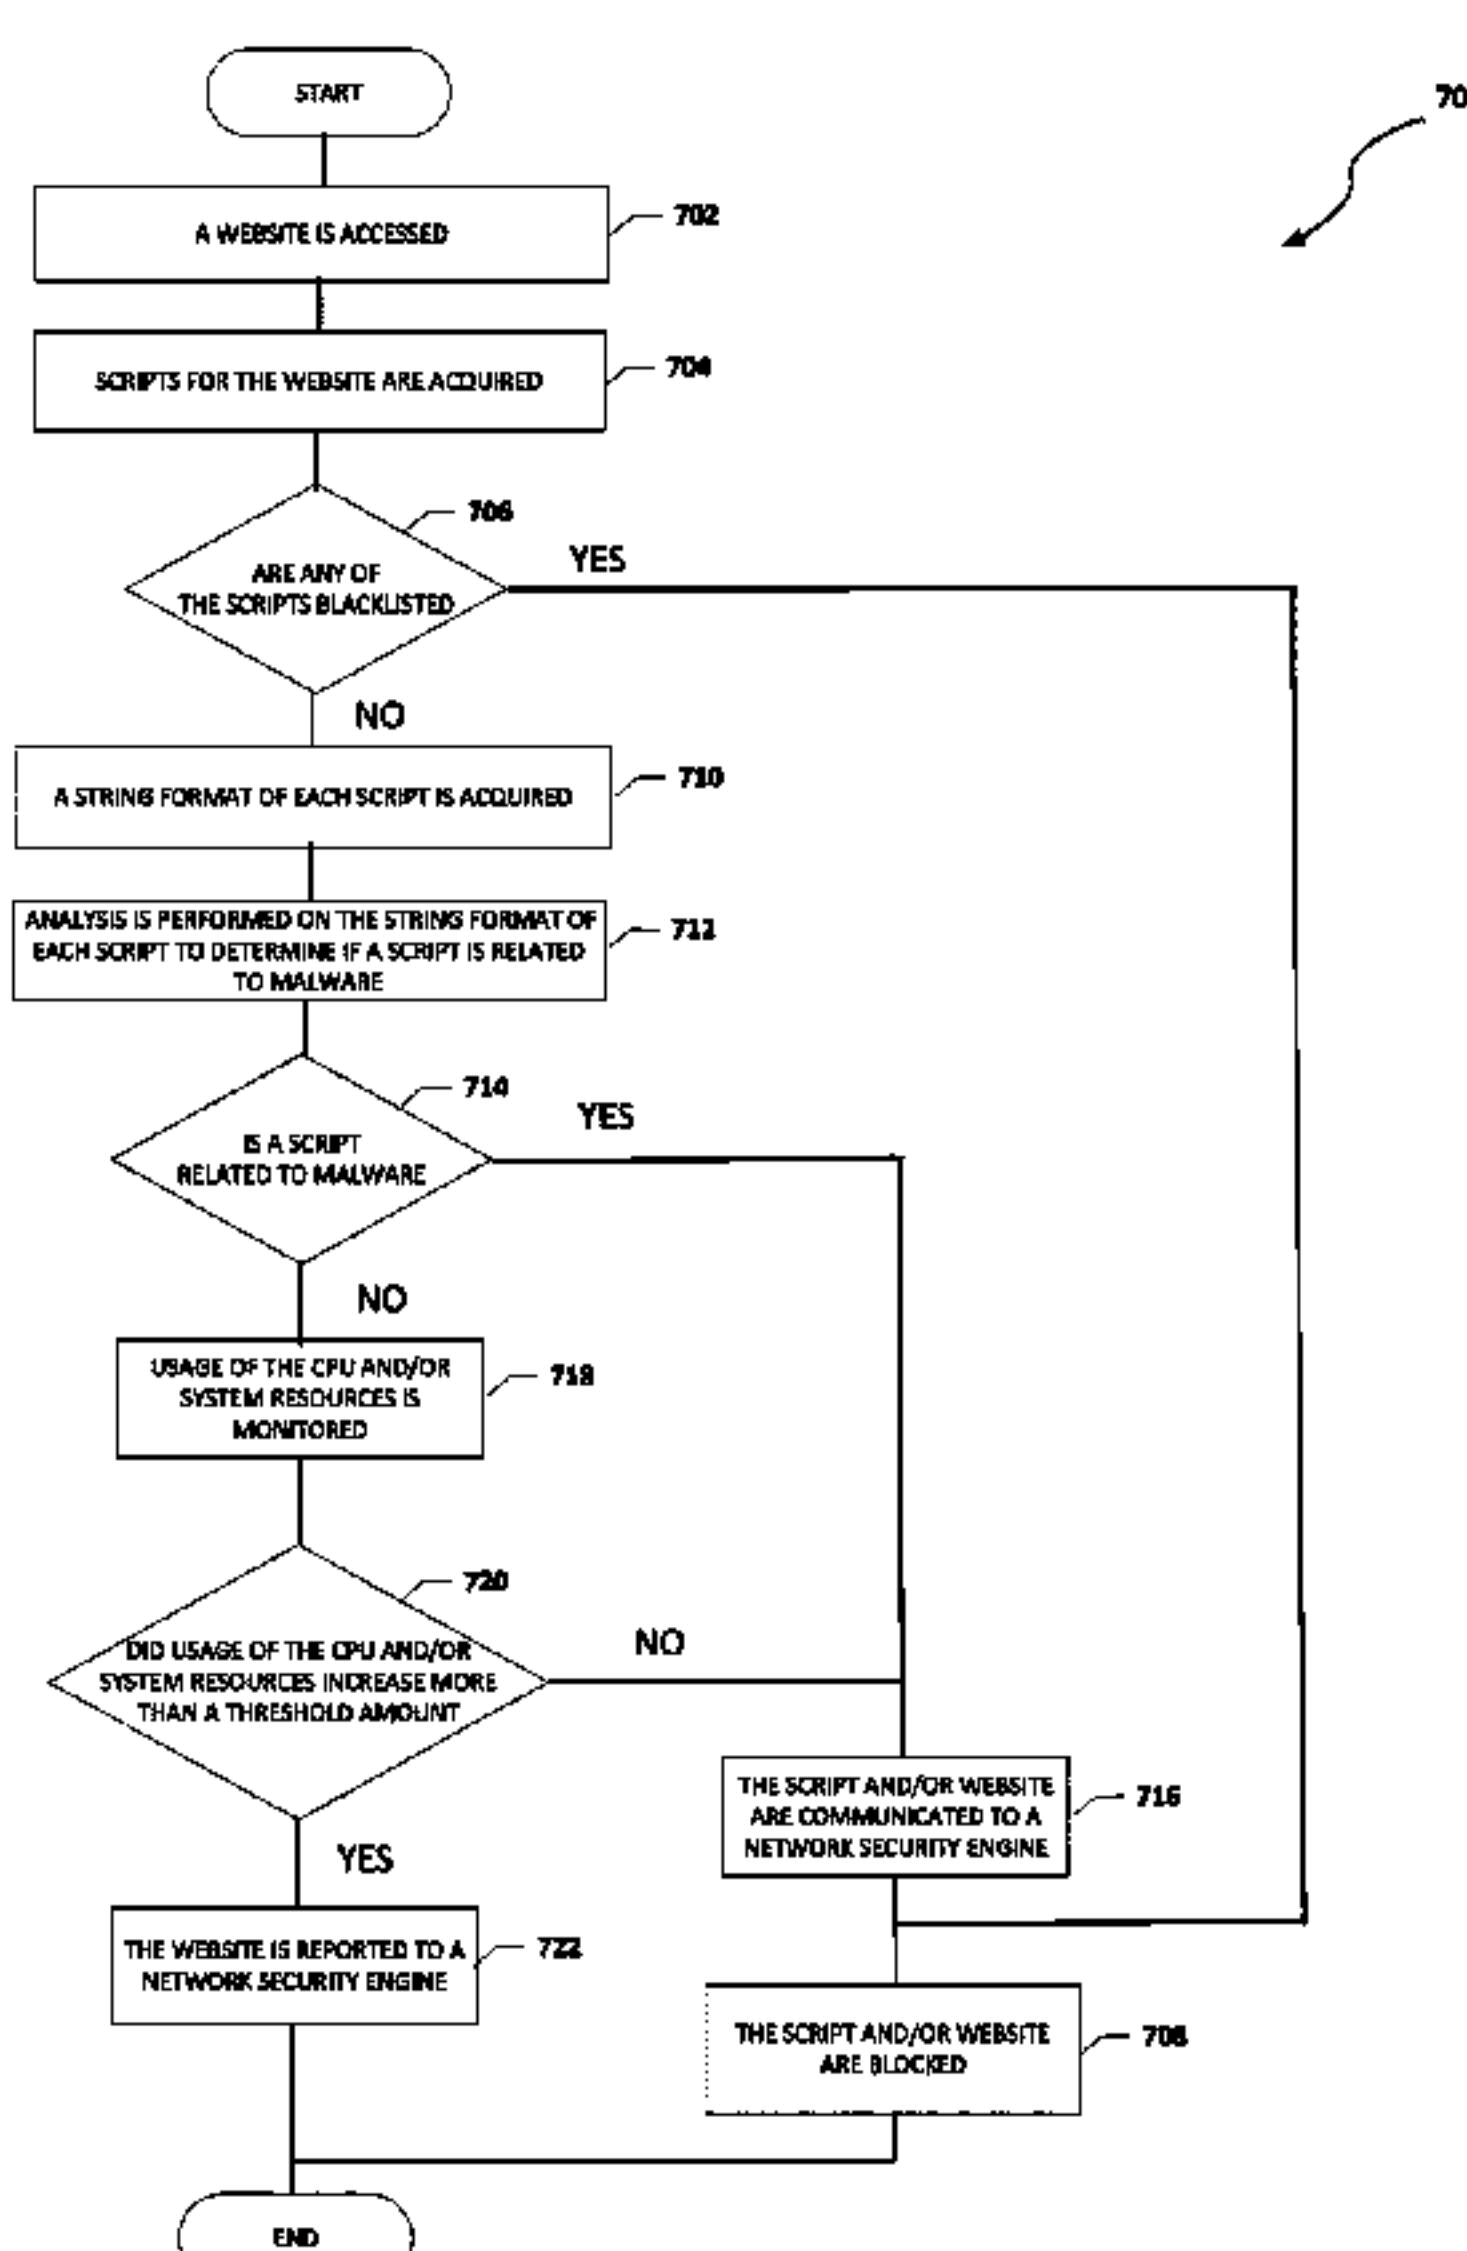 START
70
A WEBSITE IS ACCESSED
702
SCRIPTS FOR THE WEBSITE ARE ACQUIRED
704
706
ARE ANY OF
THE SCRIPTS BLACKLISTED
YES
NO
A STRING FORMAT OF EACH SCRIPT IS ACQUIRED
710
ANALYSIS IS PERFORMED ON THE STRING FORMAT OF
EACH SCRIPT TO DETERMINE IF A SCRIPT IS RELATED
TO MALWARE
712
714
IS A SCRIPT
RELATED TO MALWARE
YES
NO
USAGE OF THE CPU AND/OR
SYSTEM RESOURCES IS
MONITORED
718
720
DID USAGE OF THE CPU AND/OR
SYSTEM RESOURCES INCREASE MORE
THAN A THRESHOLD AMOUNT
NO
YES
THE SCRIPT AND/OR WEBSITE
ARE COMMUNICATED TO A
NETWORK SECURITY ENGINE
716
THE WEBSITE IS REPORTED TO A
NETWORK SECURITY ENGINE
722
THE SCRIPT AND/OR WEBSITE
ARE BLOCKED
708
END